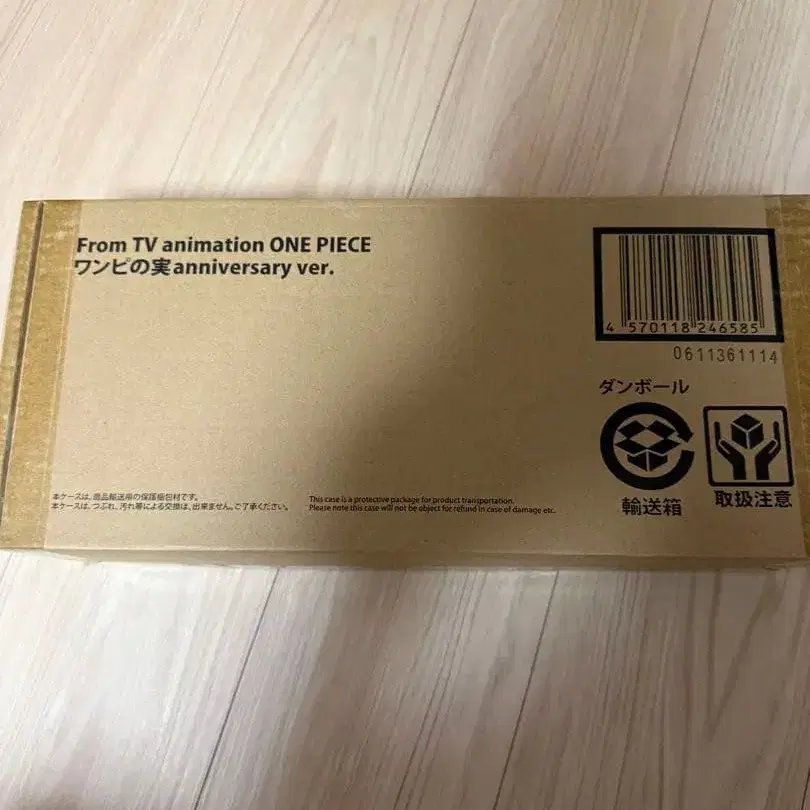 From TV animation ONE PIECE
ワンピの実anniversary ver.
4 570118 246585
0611361114
ダンボール
輸送箱
取扱注意
本ケースは、商品輸送用の保護梱包材です。
本ケースは、つぶれ、汚れ等による交換は、出来ません。ご了承ください。
This case is a protective package for product transportation.
Please note this case will not be object for refund in case of damage etc.